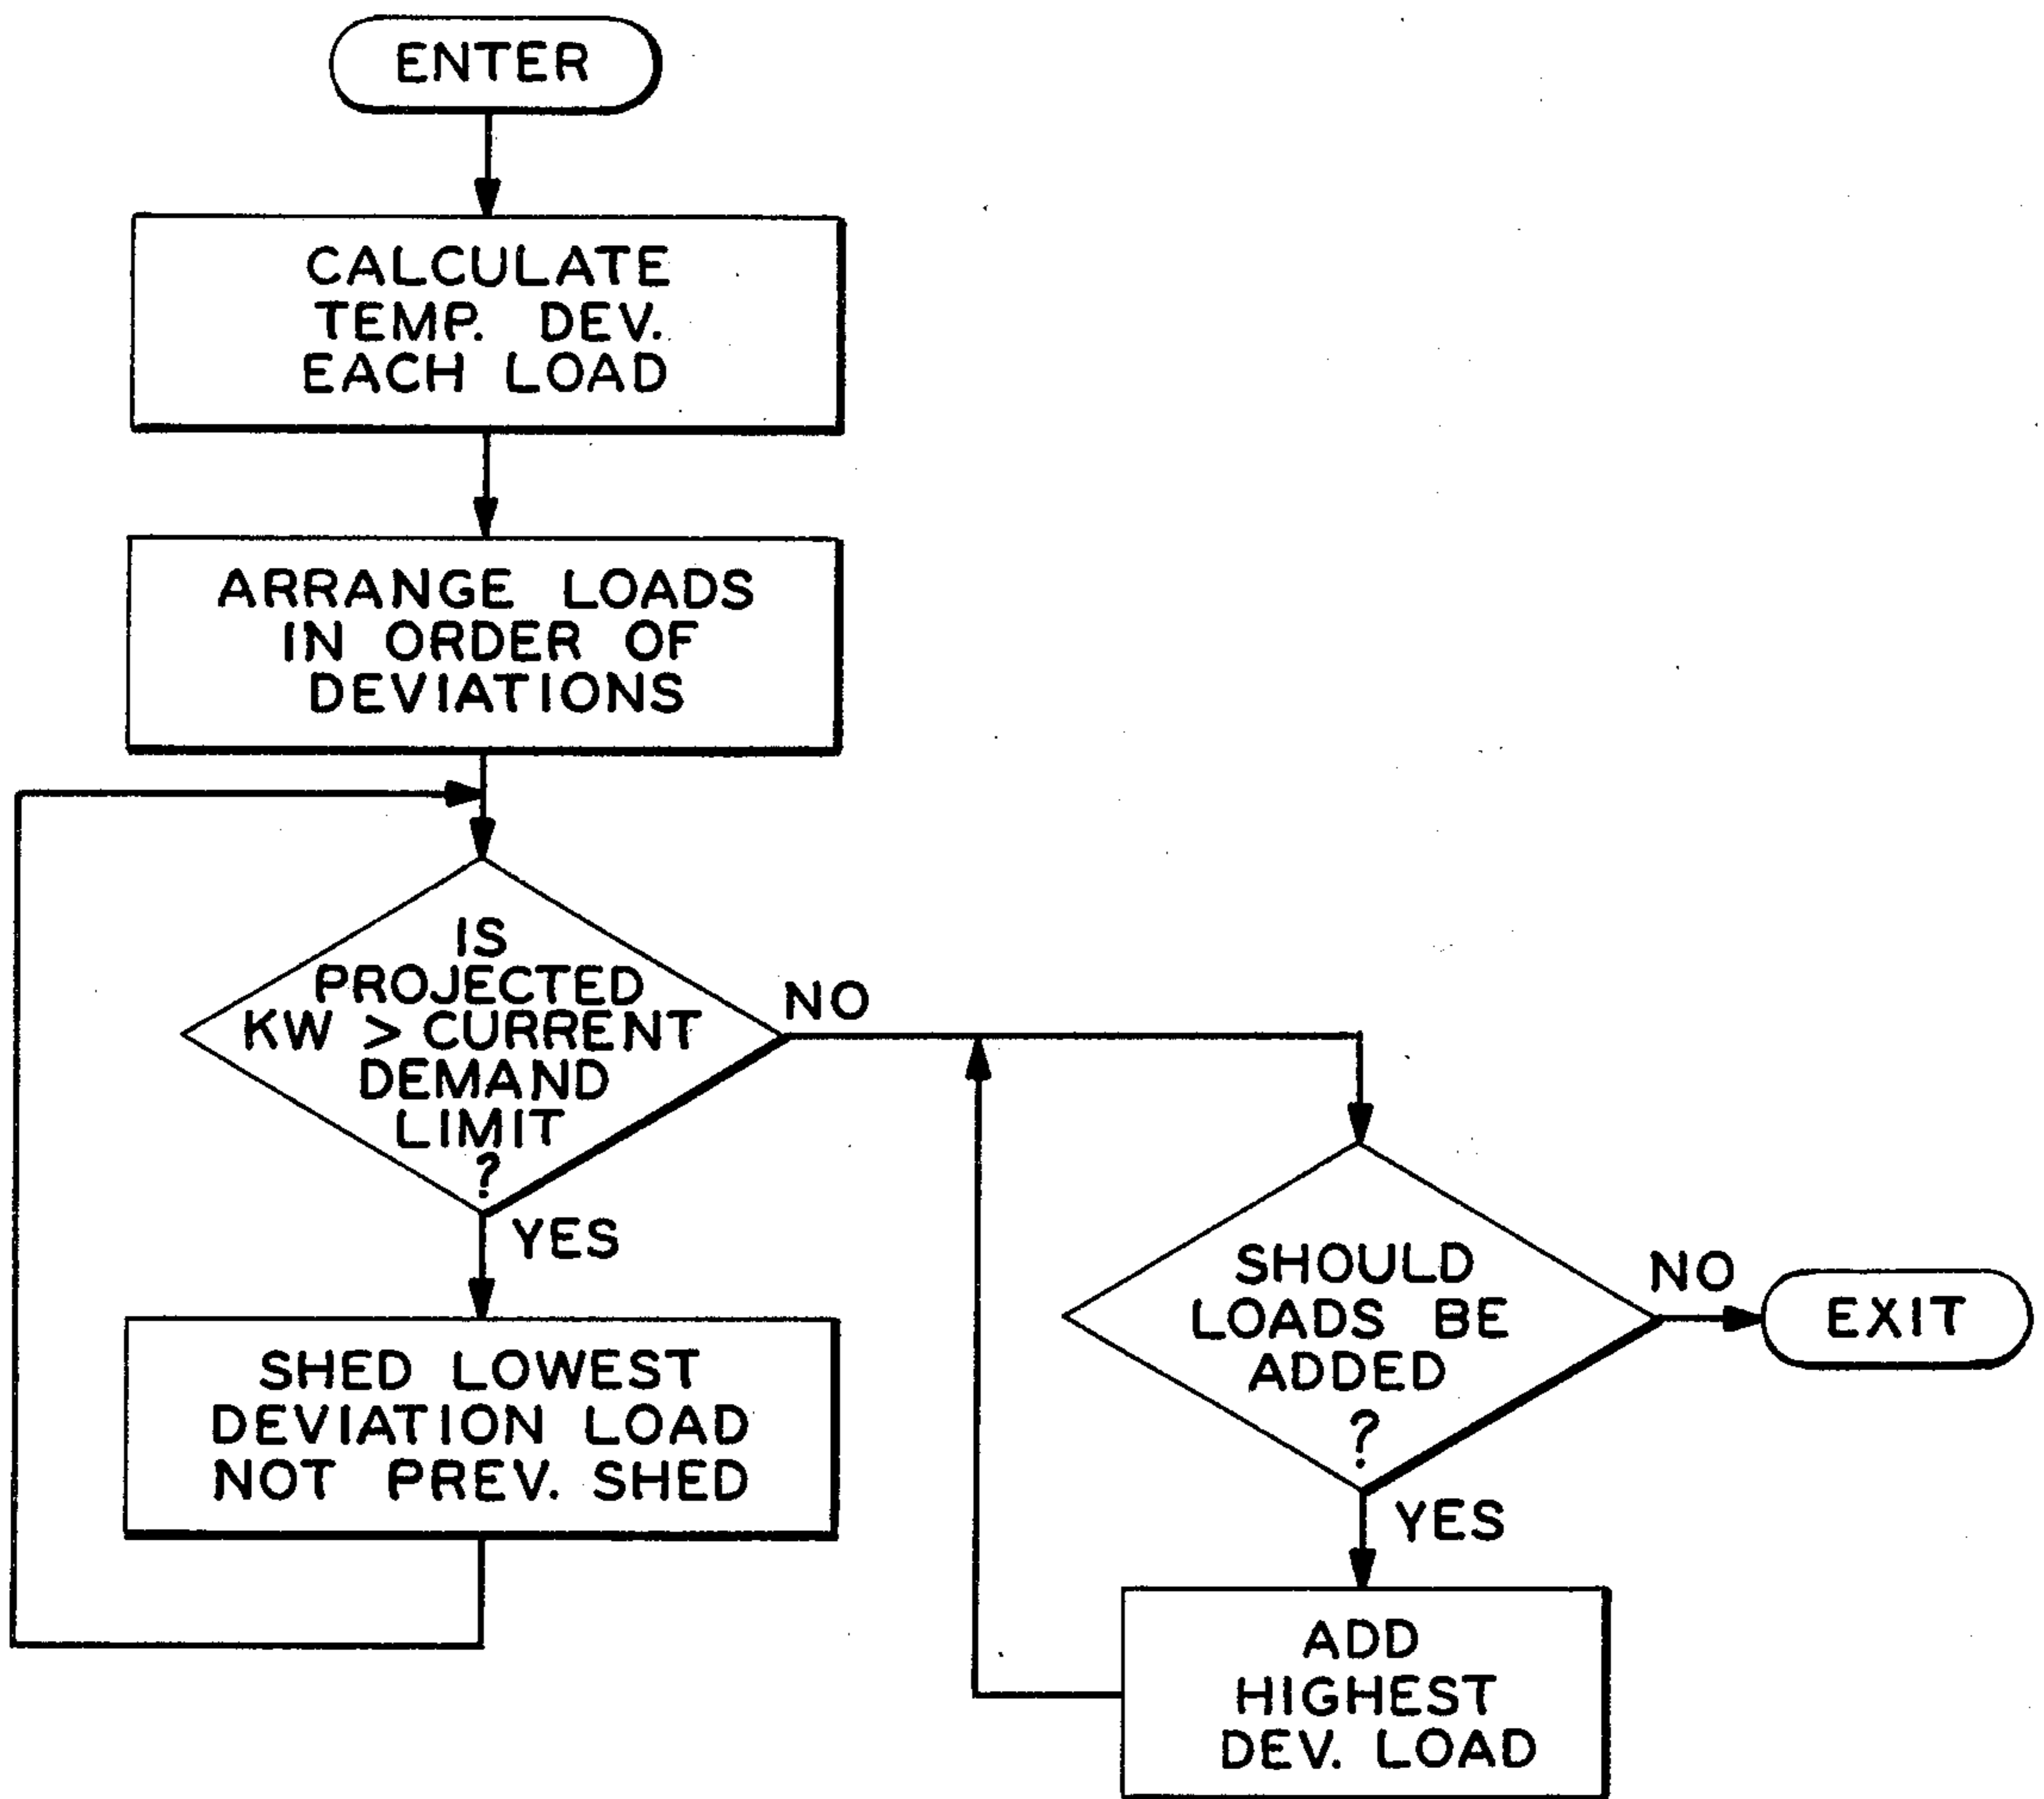 ENTER
CALCULATE
TEMP. DEV.
EACH LOAD
ARRANGE LOADS
IN ORDER OF
DEVIATIONS
IS
PROJECTED
KW > CURRENT
DEMAND
LIMIT
?
NO
YES
SHED LOWEST
DEVIATION LOAD
NOT PREV. SHED
SHOULD
LOADS BE
ADDED
?
NO
EXIT
YES
ADD
HIGHEST
DEV. LOAD